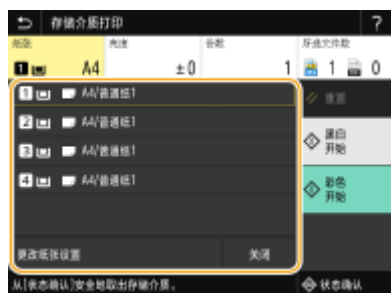 存储介质打印 ?
纸张 浓度 份数 所选文件数
1 A4 ±0 1 1 0
1 A4/普通纸1
2 A4/普通纸1
3 A4/普通纸1
4 A4/普通纸1
重置
黑白
开始
彩色
开始
更改纸张设置 关闭
从[状态确认]安全地取出存储介质。 状态确认